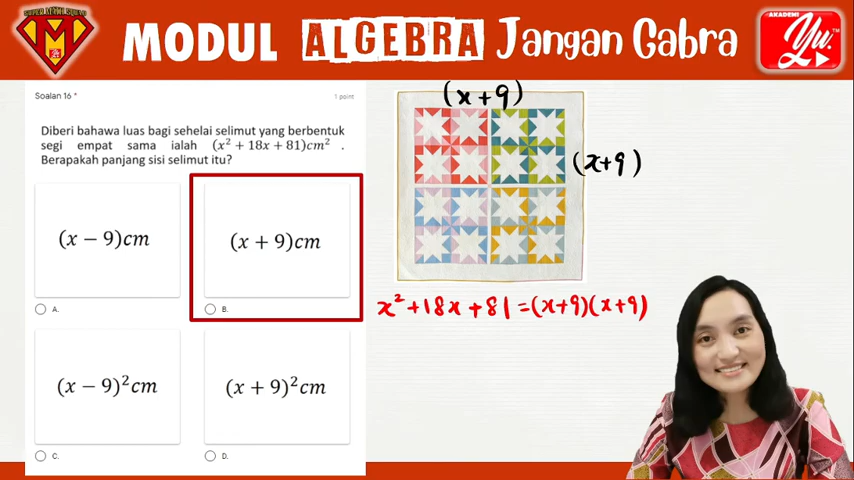 MODUL ALGEBRA Jangan Gabra
AKADEMI
Yu.
TM
M
Soalan 16 *
1 point
Diberi bahawa luas bagi sehelai selimut yang berbentuk
segi empat sama ialah (x² + 18x + 81)cm² .
Berapakah panjang sisi selimut itu?
(x − 9)cm
(x + 9)cm
A.
B.
(x − 9)²cm
(x + 9)²cm
C.
D.
(x+9)
(x+9)
x²+18x+81=(x+9)(x+9)